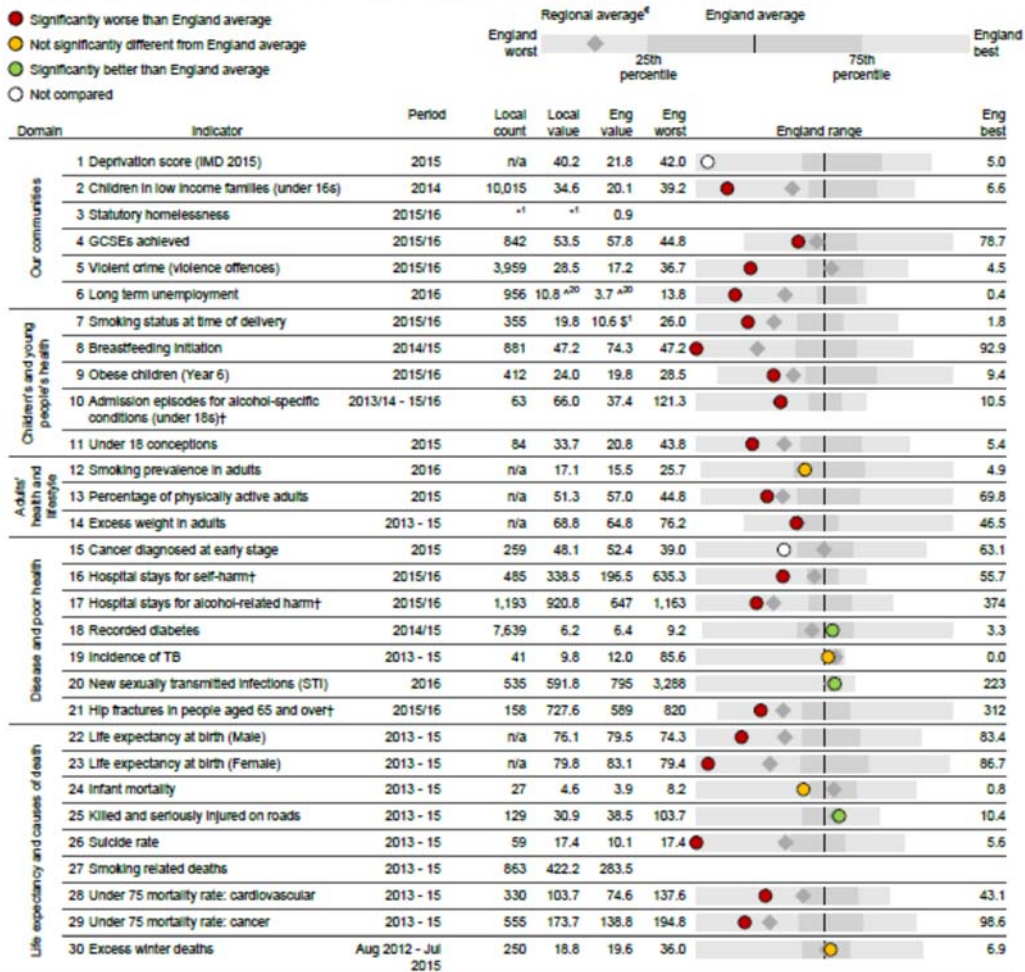 Significantly worse than England average
Not significantly different from England average
Significantly better than England average
Not compared
Regional average€ England average
England worst England best
25th percentile 75th percentile
Domain Indicator Period Local count Local value Eng value Eng worst England range Eng best
Our communities
1 Deprivation score (IMD 2015) 2015 n/a 40.2 21.8 42.0 5.0
2 Children in low income families (under 16s) 2014 10,015 34.6 20.1 39.2 6.6
3 Statutory homelessness 2015/16 *¹ *¹ 0.9
4 GCSEs achieved 2015/16 842 53.5 57.8 44.8 78.7
5 Violent crime (violence offences) 2015/16 3,959 28.5 17.2 36.7 4.5
6 Long term unemployment 2016 956 10.8 ^²⁰ 3.7 ^²⁰ 13.8 0.4
Children's and young people's health
7 Smoking status at time of delivery 2015/16 355 19.8 10.6 $¹ 26.0 1.8
8 Breastfeeding initiation 2014/15 881 47.2 74.3 47.2 92.9
9 Obese children (Year 6) 2015/16 412 24.0 19.8 28.5 9.4
10 Admission episodes for alcohol-specific conditions (under 18s)† 2013/14 - 15/16 63 66.0 37.4 121.3 10.5
11 Under 18 conceptions 2015 84 33.7 20.8 43.8 5.4
Adults' health and lifestyle
12 Smoking prevalence in adults 2016 n/a 17.1 15.5 25.7 4.9
13 Percentage of physically active adults 2015 n/a 51.3 57.0 44.8 69.8
14 Excess weight in adults 2013 - 15 n/a 68.8 64.8 76.2 46.5
Disease and poor health
15 Cancer diagnosed at early stage 2015 259 48.1 52.4 39.0 63.1
16 Hospital stays for self-harm† 2015/16 485 338.5 196.5 635.3 55.7
17 Hospital stays for alcohol-related harm† 2015/16 1,193 920.8 647 1,163 374
18 Recorded diabetes 2014/15 7,639 6.2 6.4 9.2 3.3
19 Incidence of TB 2013 - 15 41 9.8 12.0 85.6 0.0
20 New sexually transmitted infections (STI) 2016 535 591.8 795 3,288 223
21 Hip fractures in people aged 65 and over† 2015/16 158 727.6 589 820 312
Life expectancy and causes of death
22 Life expectancy at birth (Male) 2013 - 15 n/a 76.1 79.5 74.3 83.4
23 Life expectancy at birth (Female) 2013 - 15 n/a 79.8 83.1 79.4 86.7
24 Infant mortality 2013 - 15 27 4.6 3.9 8.2 0.8
25 Killed and seriously injured on roads 2013 - 15 129 30.9 38.5 103.7 10.4
26 Suicide rate 2013 - 15 59 17.4 10.1 17.4 5.6
27 Smoking related deaths 2013 - 15 863 422.2 283.5
28 Under 75 mortality rate: cardiovascular 2013 - 15 330 103.7 74.6 137.6 43.1
29 Under 75 mortality rate: cancer 2013 - 15 555 173.7 138.8 194.8 98.6
30 Excess winter deaths Aug 2012 - Jul 2015 250 18.8 19.6 36.0 6.9